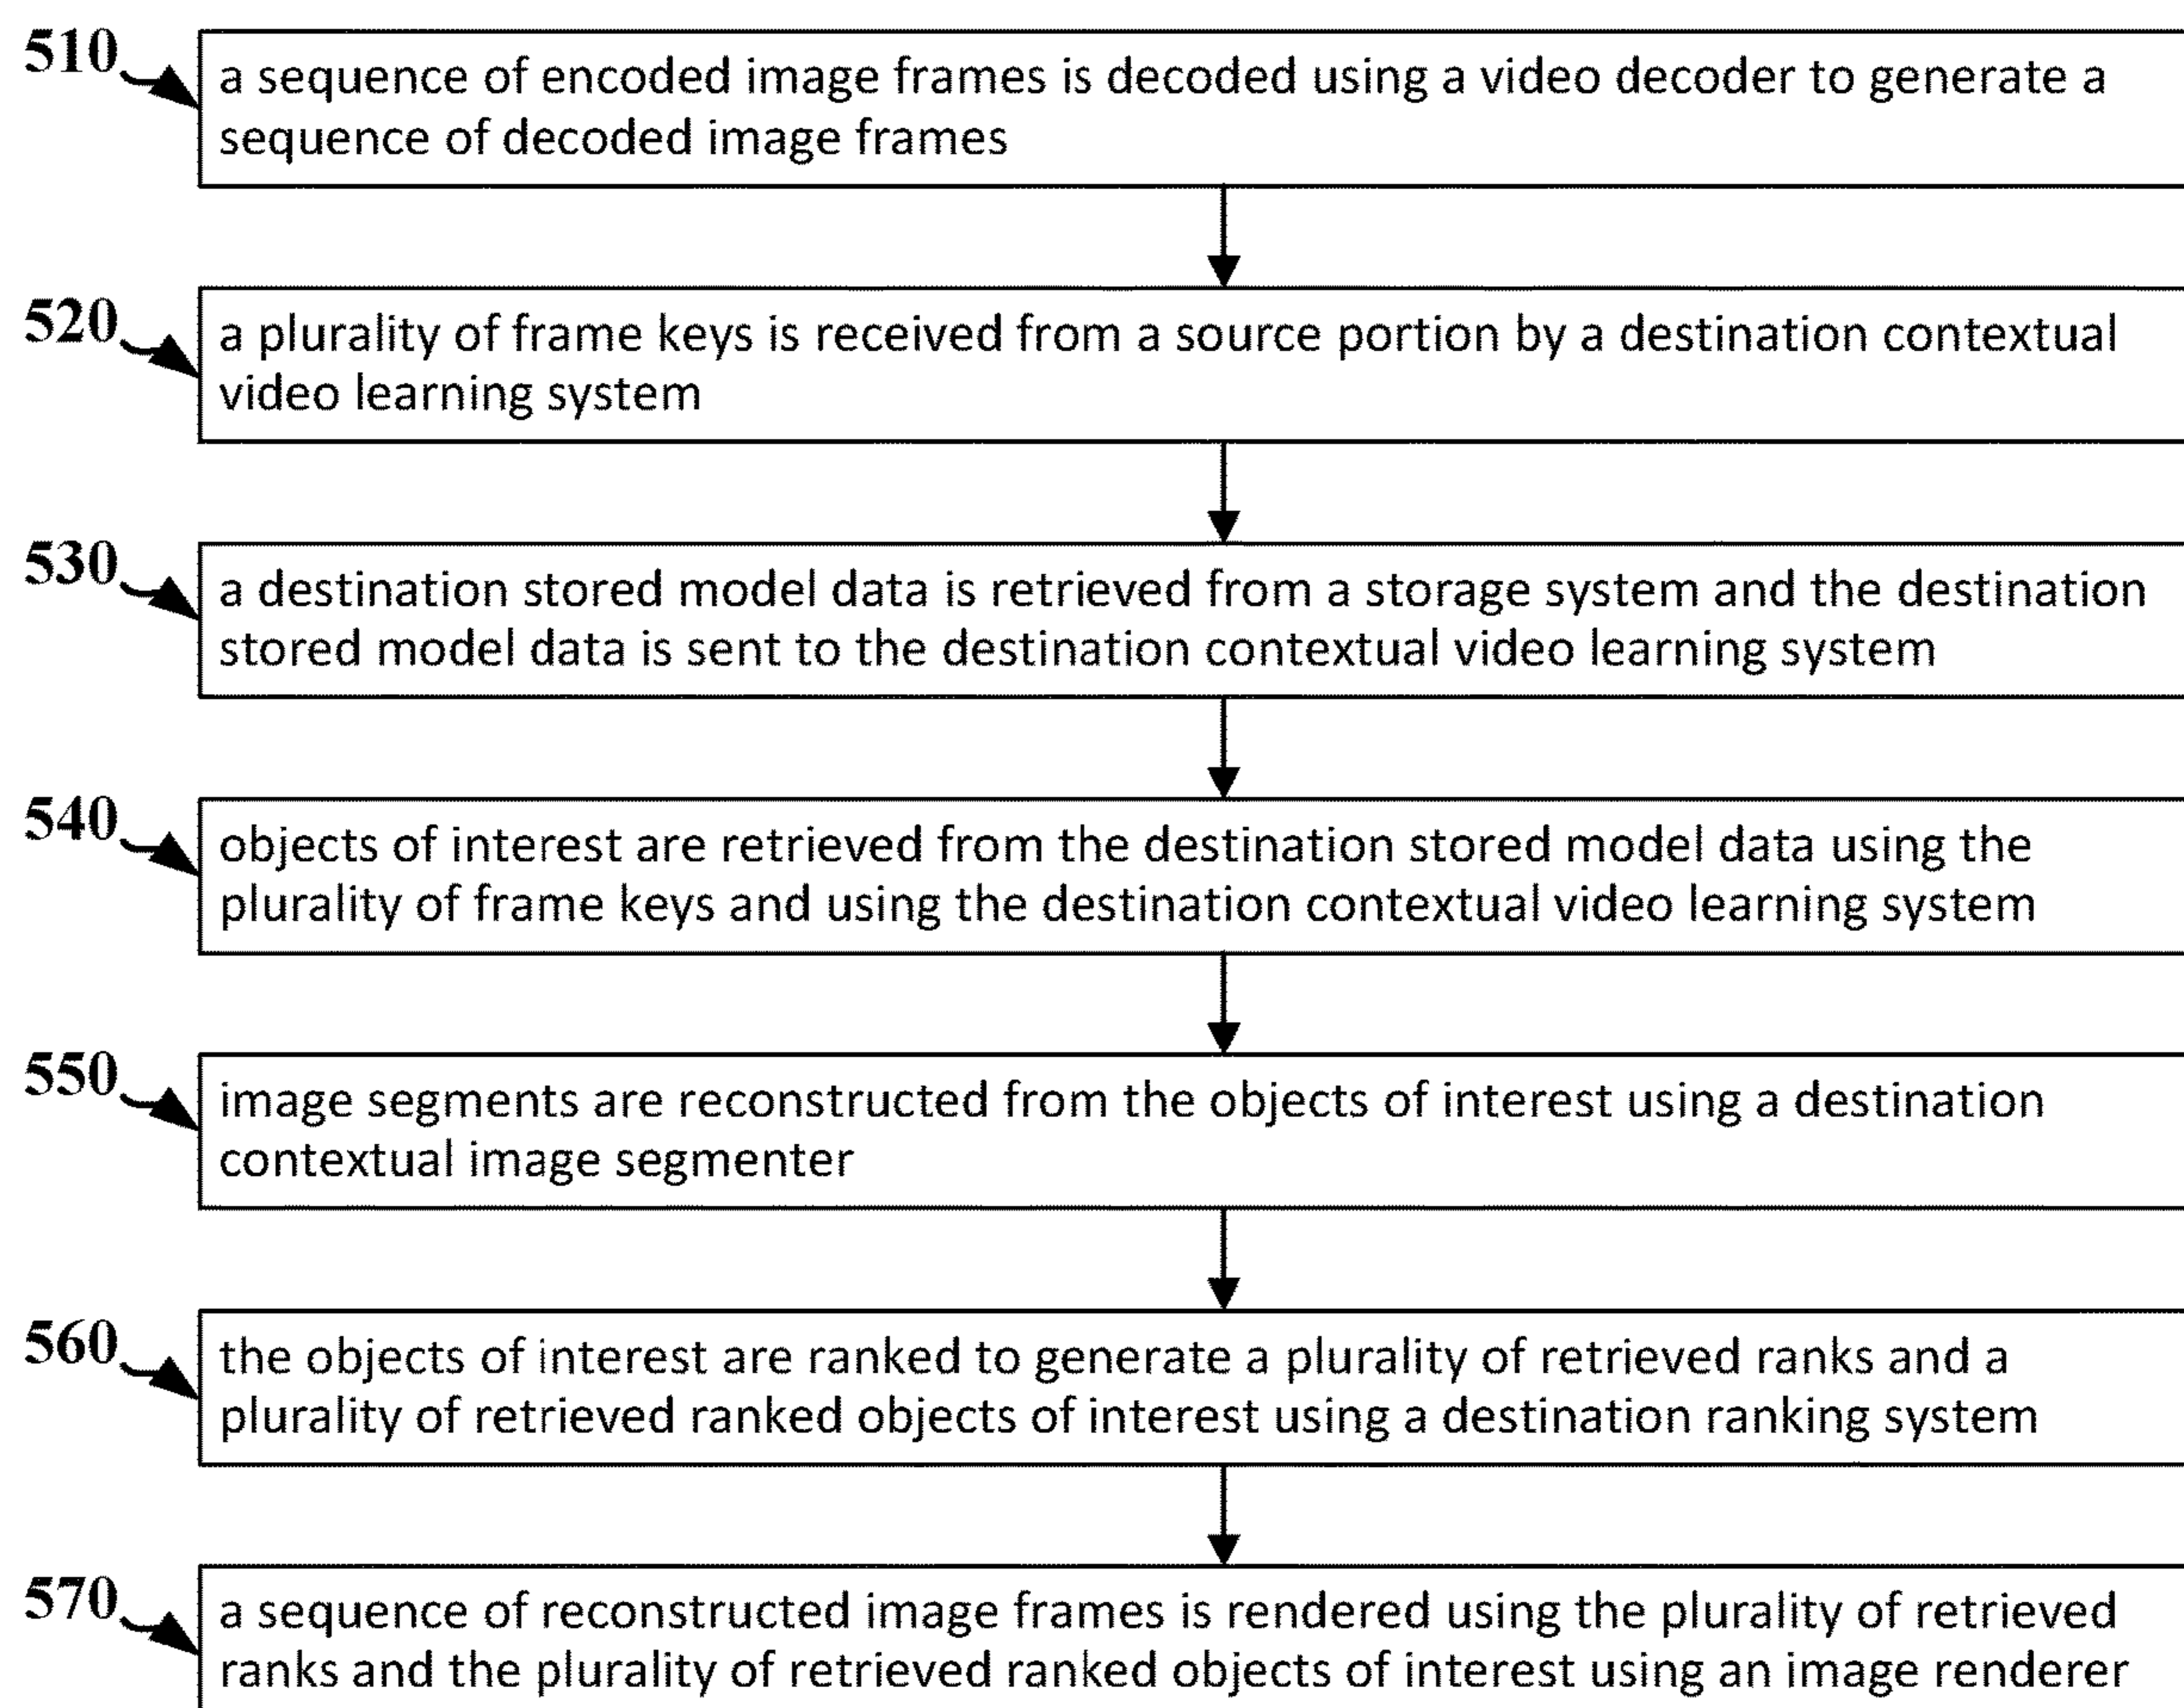 510
a sequence of encoded image frames is decoded using a video decoder to generate a
sequence of decoded image frames
520
a plurality of frame keys is received from a source portion by a destination contextual
video learning system
530
a destination stored model data is retrieved from a storage system and the destination
stored model data is sent to the destination contextual video learning system
540
objects of interest are retrieved from the destination stored model data using the
plurality of frame keys and using the destination contextual video learning system
550
image segments are reconstructed from the objects of interest using a destination
contextual image segmenter
560
the objects of interest are ranked to generate a plurality of retrieved ranks and a
plurality of retrieved ranked objects of interest using a destination ranking system
570
a sequence of reconstructed image frames is rendered using the plurality of retrieved
ranks and the plurality of retrieved ranked objects of interest using an image renderer